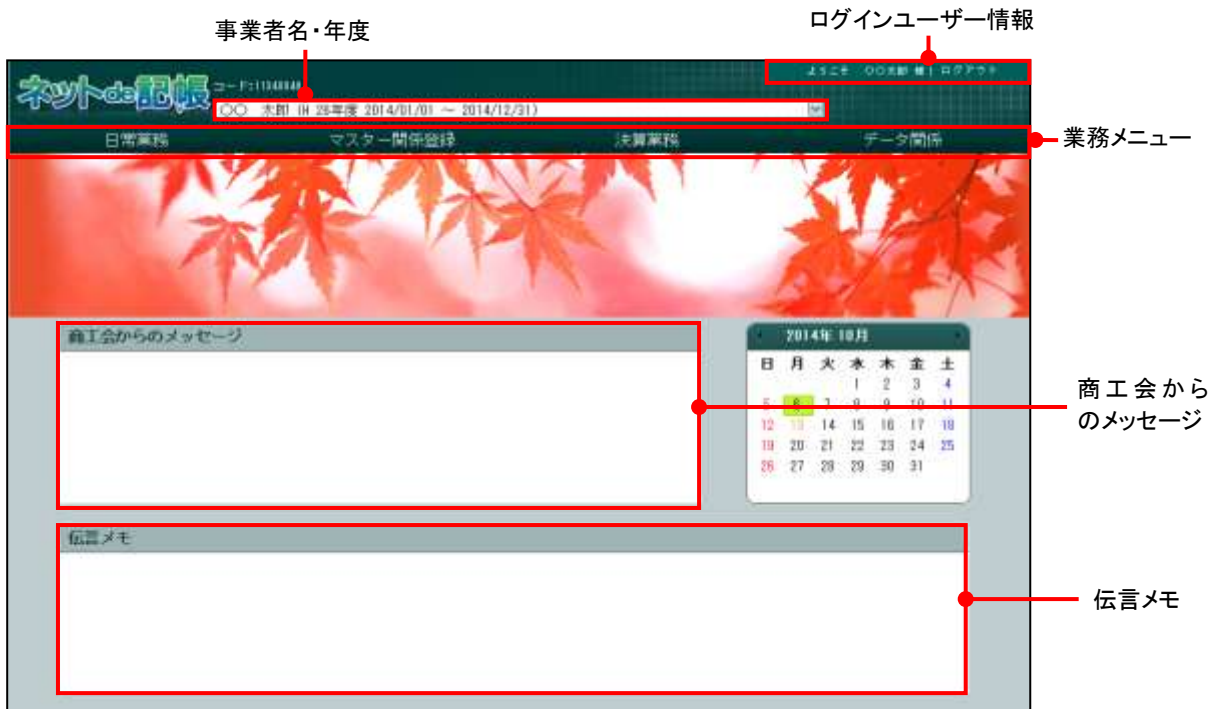 事業者名・年度
ログインユーザー情報
ネットde記帳
ようこそ 〇〇太郎 様 | ログアウト
〇〇 太郎 (H 26年度 2014/01/01 ～ 2014/12/31)
日常業務 マスター関係登録 決算業務 データ関係
業務メニュー
商工会からのメッセージ
2014年 10月
日 月 火 水 木 金 土
1 2 3 4
5 6 7 8 9 10 11
12 13 14 15 16 17 18
19 20 21 22 23 24 25
26 27 28 29 30 31
商工会から
のメッセージ
伝言メモ
伝言メモ